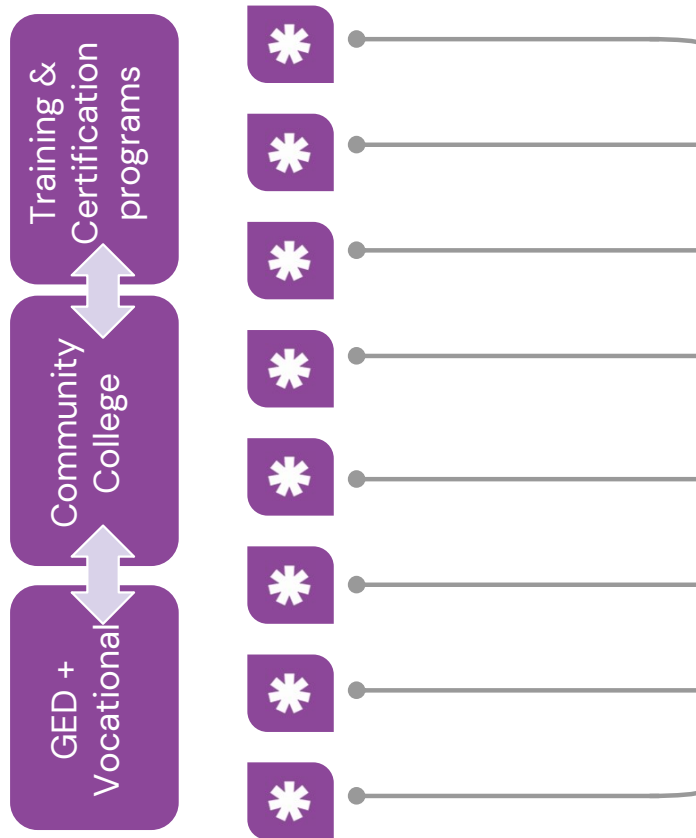 Training &
Certification
programs
Community
College
GED +
Vocational